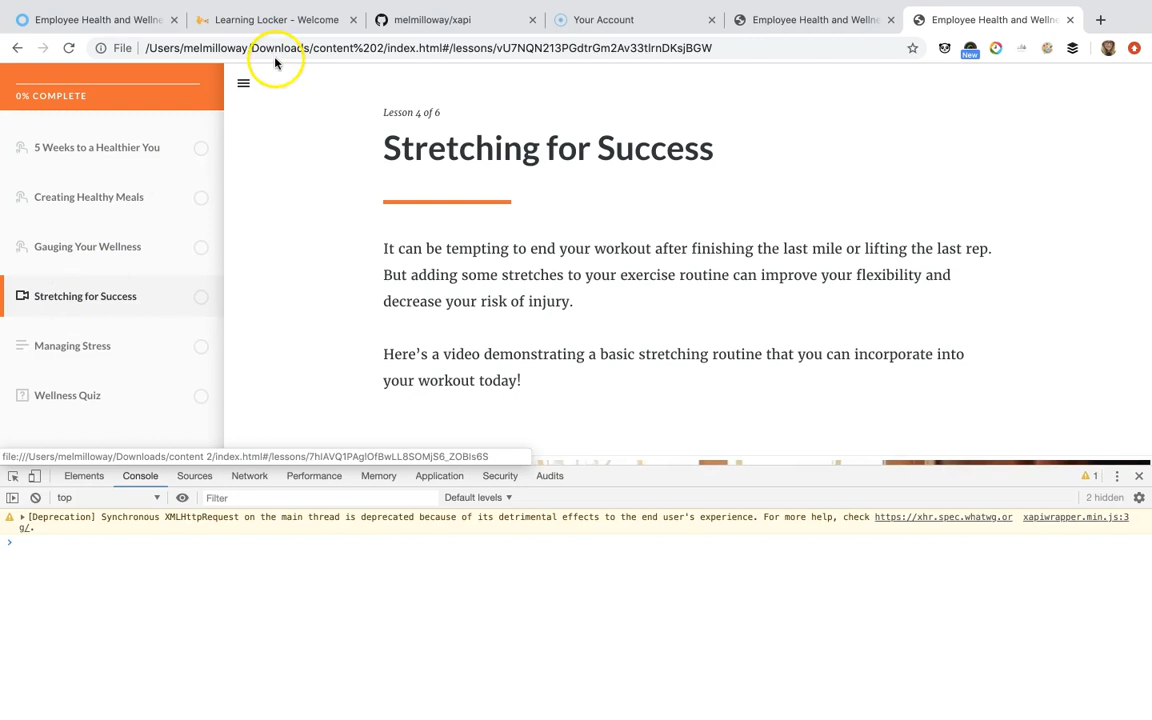 Employee Health and Wellne
Learning Locker - Welcome
melmilloway/xapi
Your Account
Employee Health and Wellne
Employee Health and Wellne
File
/Users/melmilloway/Downloads/content%202/index.html#/lessons/vU7NQN213PGdtrGm2Av33tlrnDKsjBGW
New
0% COMPLETE
5 Weeks to a Healthier You
Creating Healthy Meals
Gauging Your Wellness
Stretching for Success
Managing Stress
Wellness Quiz
Lesson 4 of 6
Stretching for Success
It can be tempting to end your workout after finishing the last mile or lifting the last rep.
But adding some stretches to your exercise routine can improve your flexibility and
decrease your risk of injury.
Here’s a video demonstrating a basic stretching routine that you can incorporate into
your workout today!
file:///Users/melmilloway/Downloads/content 2/index.html#/lessons/7hIAVQ1PAglOfBwLL8SOMjS6_ZOBIs6S
Elements Console Sources Network Performance Memory Application Security Audits
1
top
Filter
Default levels
2 hidden
[Deprecation] Synchronous XMLHttpRequest on the main thread is deprecated because of its detrimental effects to the end user's experience. For more help, check https://xhr.spec.whatwg.or xapiwrapper.min.js:3
g/.